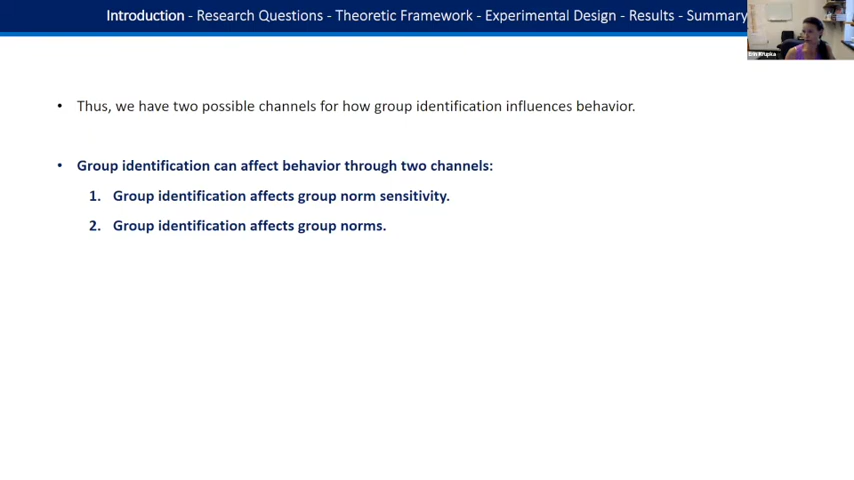 Introduction - Research Questions - Theoretic Framework - Experimental Design - Results - Summary
Erin Krupka
• Thus, we have two possible channels for how group identification influences behavior.
• Group identification can affect behavior through two channels:
1. Group identification affects group norm sensitivity.
2. Group identification affects group norms.